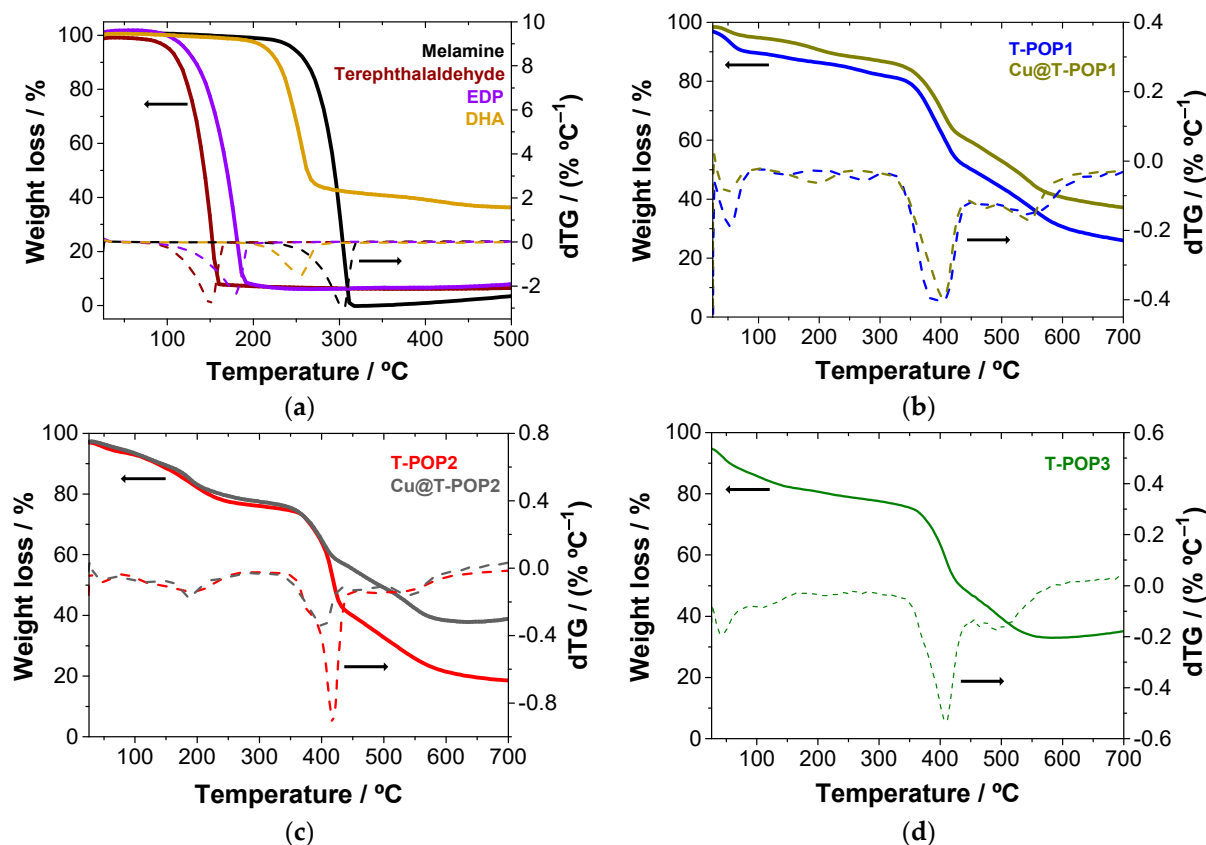 Weight loss / %
100
80
60
40
20
0
Melamine
Terephthalaldehyde
EDP
DHA
10
8
6
4
2
0
-2
dTG / (% ºC⁻¹)
100
200
300
400
500
Temperature / ºC
(a)
Weight loss / %
100
80
60
40
20
0
T-POP1
Cu@T-POP1
0.4
0.2
0.0
-0.2
-0.4
dTG / (% ºC⁻¹)
100 200 300 400 500 600 700
Temperature / ºC
(b)
Weight loss / %
100
80
60
40
20
0
T-POP2
Cu@T-POP2
0.8
0.4
0.0
-0.4
-0.8
dTG / (% ºC⁻¹)
100 200 300 400 500 600 700
Temperature / ºC
(c)
Weight loss / %
100
80
60
40
20
0
T-POP3
0.6
0.4
0.2
0.0
-0.2
-0.4
-0.6
dTG / (% ºC⁻¹)
100 200 300 400 500 600 700
Temperature / ºC
(d)